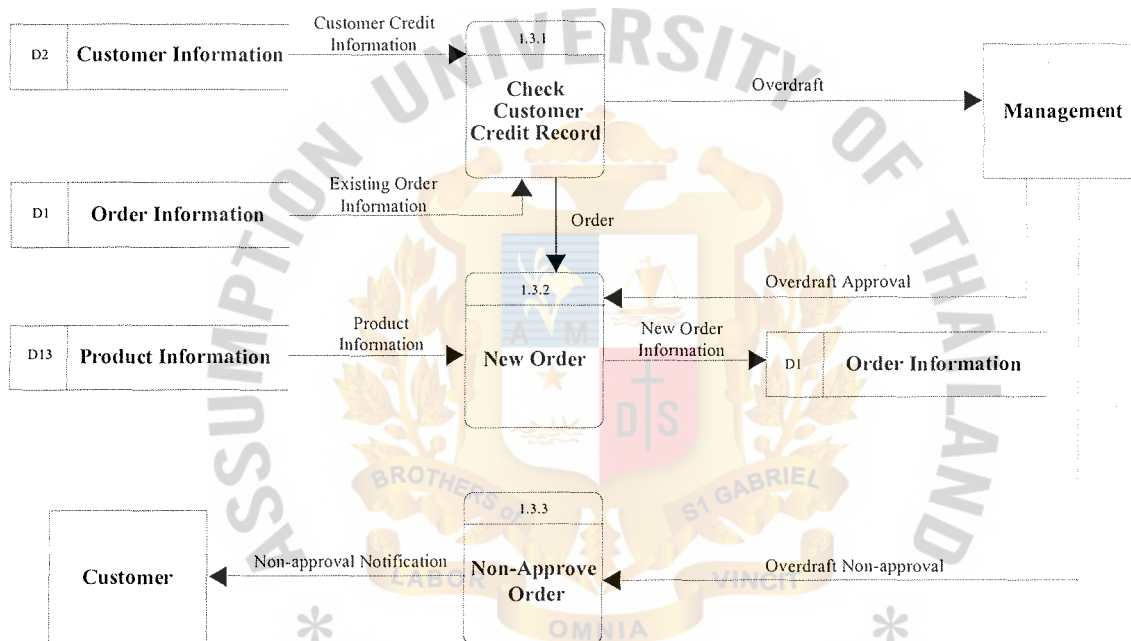 Customer Credit
Information
D2 Customer Information
1.3.1
Check
Customer
Credit Record
Overdraft
Management
Existing Order
Information
D1 Order Information
Order
1.3.2
New Order
Overdraft Approval
Product
Information
D13 Product Information
New Order
Information
D1 Order Information
1.3.3
Non-Approve
Order
Customer
Non-approval Notification
Overdraft Non-approval
ASSUMPTION UNIVERSITY OF THAILAND
A M
D S
BROTHERS of
S1 GABRIEL
LABOR
VINCIT
OMNIA
* *